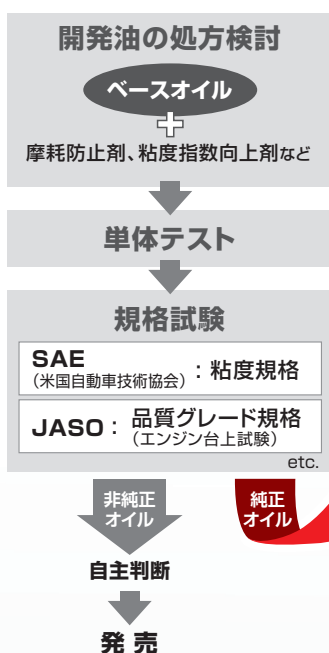 開発油の処方検討
ベースオイル
+
摩耗防止剤、粘度指数向上剤など
単体テスト
規格試験
SAE
(米国自動車技術協会)
:粘度規格
JASO:品質グレード規格
(エンジン台上試験)
etc.
非純正
オイル
純正
オイル
自主判断
発売